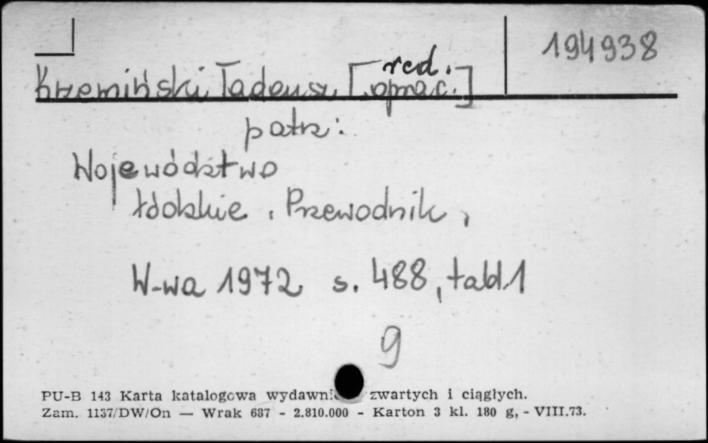 194938
Krzemiński Tadeusz [red. oprac.]
patrz:
Województwo
łódzkie. Przewodnik,
W-wa 1972 s. 488, tabl.1
9
PU-B 143 Karta katalogowa wydawni zwartych i ciągłych.
Zam. 1137/DW/On — Wrak 687 - 2.810.000 - Karton 3 kl. 180 g, - VIII.73.